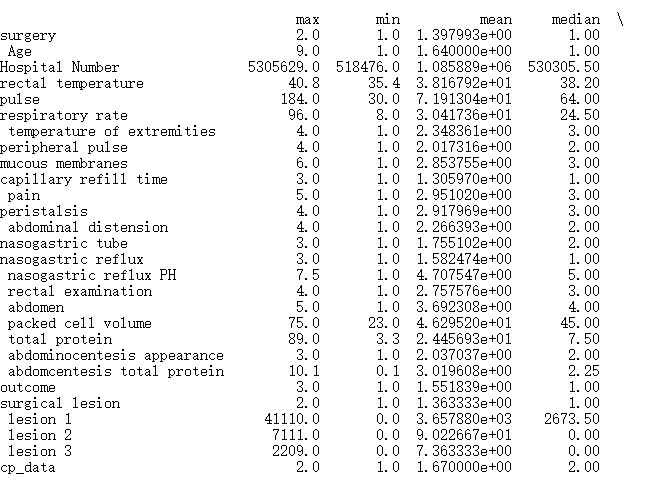 max min mean median \
surgery 2.0 1.0 1.397993e+00 1.00
Age 9.0 1.0 1.640000e+00 1.00
Hospital Number 5305629.0 518476.0 1.085889e+06 530305.50
rectal temperature 40.8 35.4 3.816792e+01 38.20
pulse 184.0 30.0 7.191304e+01 64.00
respiratory rate 96.0 8.0 3.041736e+01 24.50
temperature of extremities 4.0 1.0 2.348361e+00 3.00
peripheral pulse 4.0 1.0 2.017316e+00 2.00
mucous membranes 6.0 1.0 2.853755e+00 3.00
capillary refill time 3.0 1.0 1.305970e+00 1.00
pain 5.0 1.0 2.951020e+00 3.00
peristalsis 4.0 1.0 2.917969e+00 3.00
abdominal distension 4.0 1.0 2.266393e+00 2.00
nasogastric tube 3.0 1.0 1.755102e+00 2.00
nasogastric reflux 3.0 1.0 1.582474e+00 1.00
nasogastric reflux PH 7.5 1.0 4.707547e+00 5.00
rectal examination 4.0 1.0 2.757576e+00 3.00
abdomen 5.0 1.0 3.692308e+00 4.00
packed cell volume 75.0 23.0 4.629520e+01 45.00
total protein 89.0 3.3 2.445693e+01 7.50
abdominocentesis appearance 3.0 1.0 2.037037e+00 2.00
abdomcentesis total protein 10.1 0.1 3.019608e+00 2.25
outcome 3.0 1.0 1.551839e+00 1.00
surgical lesion 2.0 1.0 1.363333e+00 1.00
lesion 1 41110.0 0.0 3.657880e+03 2673.50
lesion 2 7111.0 0.0 9.022667e+01 0.00
lesion 3 2209.0 0.0 7.363333e+00 0.00
cp_data 2.0 1.0 1.670000e+00 2.00